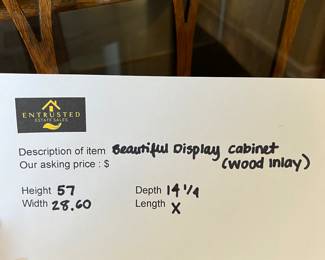 ENTRUSTED
ESTATE SALES
Description of item Beautiful Display Cabinet
Our asking price : $ (Wood Inlay)
Height 57 Depth 14 1/4
Width 28.60 Length X